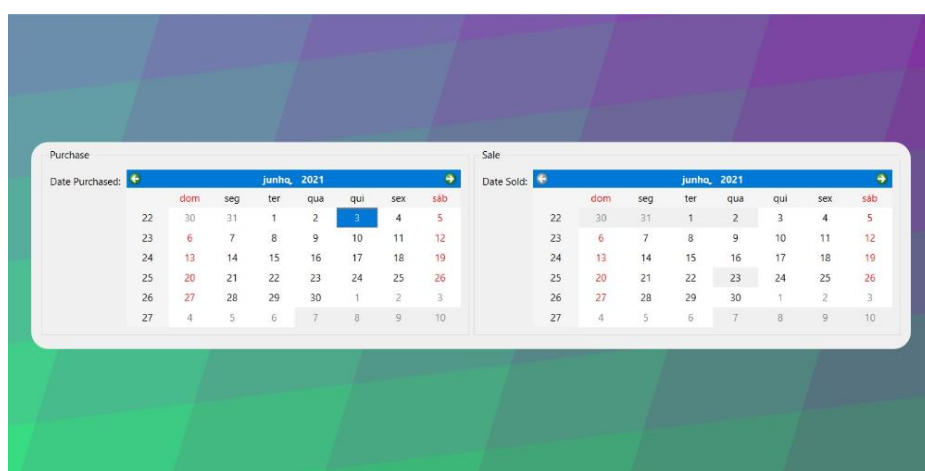 Purchase
Date Purchased:
junho, 2021
dom seg ter qua qui sex sáb
22 30 31 1 2 3 4 5
23 6 7 8 9 10 11 12
24 13 14 15 16 17 18 19
25 20 21 22 23 24 25 26
26 27 28 29 30 1 2 3
27 4 5 6 7 8 9 10
Sale
Date Sold:
junho, 2021
dom seg ter qua qui sex sáb
22 30 31 1 2 3 4 5
23 6 7 8 9 10 11 12
24 13 14 15 16 17 18 19
25 20 21 22 23 24 25 26
26 27 28 29 30 1 2 3
27 4 5 6 7 8 9 10